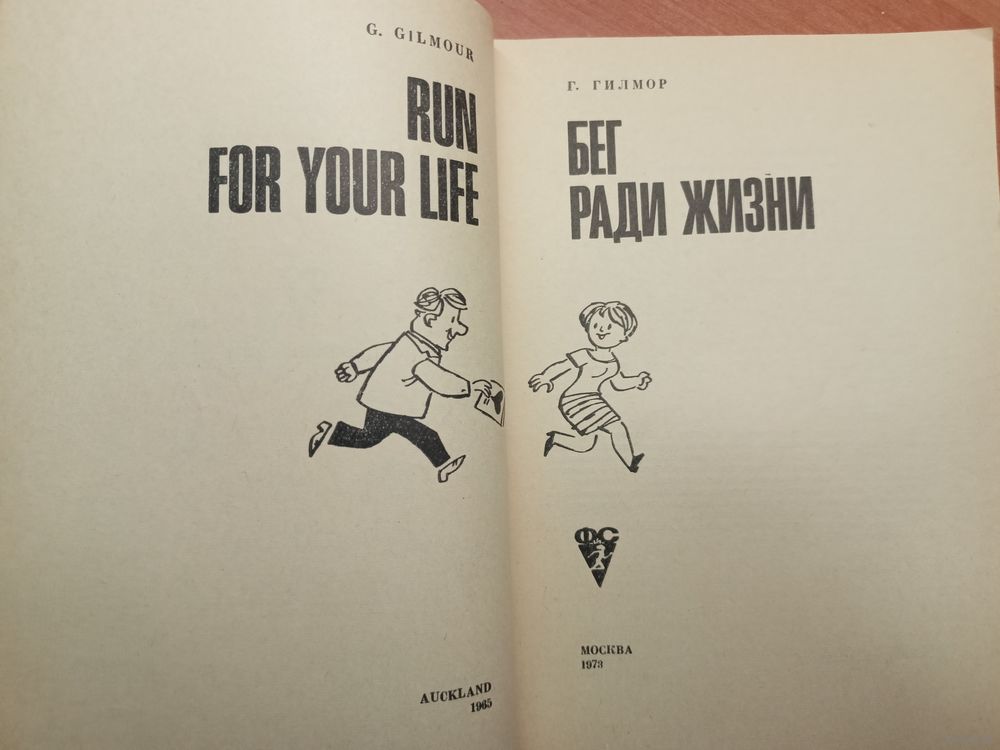 G. GILMOUR
RUN
FOR YOUR LIFE
AUCKLAND
1965
Г. ГИЛМОР
БЕГ
РАДИ ЖИЗНИ
ФС
МОСКВА
1973